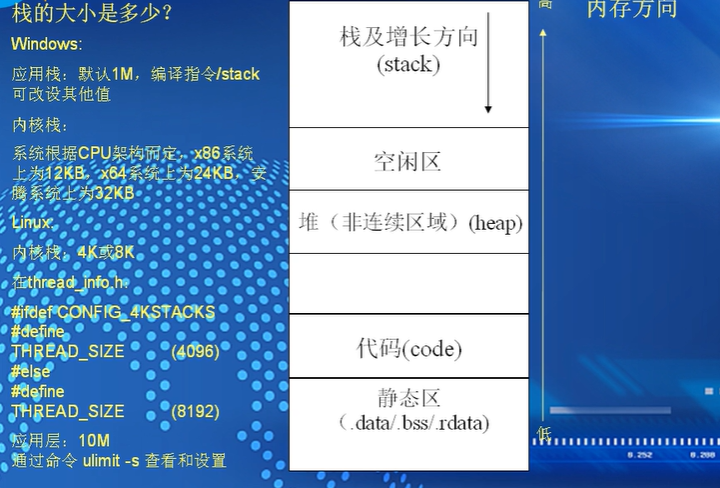 栈的大小是多少?
Windows:
应用栈：默认1M，编译指令/stack
可改设其他值
内核栈：
系统根据CPU架构而定，x86系统
上为12KB，x64系统上为24KB，安
腾系统上为32KB
Linux:
内核栈：4K或8K
在thread_info.h:
#ifdef CONFIG_4KSTACKS
#define
THREAD_SIZE (4096)
#else
#define
THREAD_SIZE (8192)
应用层：10M
通过命令 ulimit -s 查看和设置
栈及增长方向
(stack)
空闲区
堆（非连续区域）(heap)
代码(code)
静态区
（.data/.bss/.rdata)
高
内存方向
低
0.252 0.200